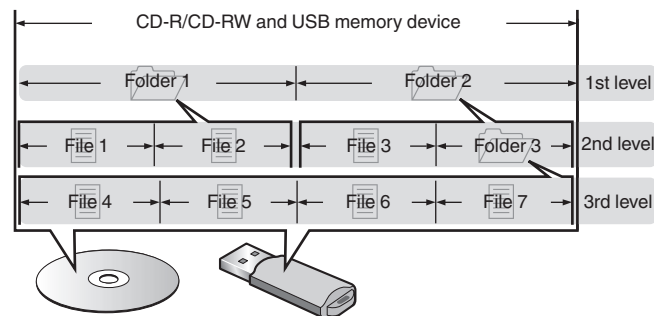 CD-R/CD-RW and USB memory device
Folder 1 Folder 2 1st level
File 1 File 2 File 3 Folder 3 2nd level
File 4 File 5 File 6 File 7 3rd level